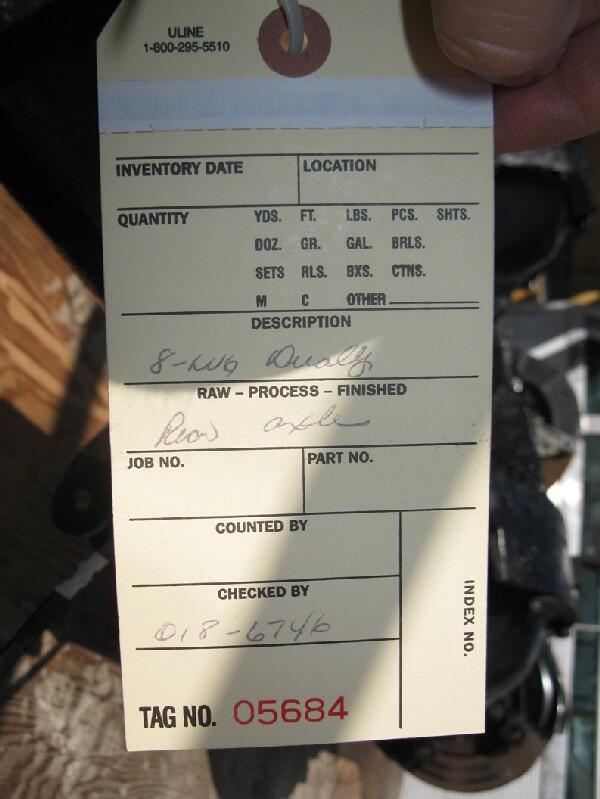 ULINE
1-800-295-5510
INVENTORY DATE LOCATION
QUANTITY YDS. FT. LBS. PCS. SHTS.
DOZ. GR. GAL. BRLS.
SETS RLS. BXS. CTNS.
M C OTHER
DESCRIPTION
8-LUG Dually
RAW – PROCESS – FINISHED
Rear axle
JOB NO. PART NO.
COUNTED BY
CHECKED BY
018-6746
INDEX NO.
TAG NO. 05684